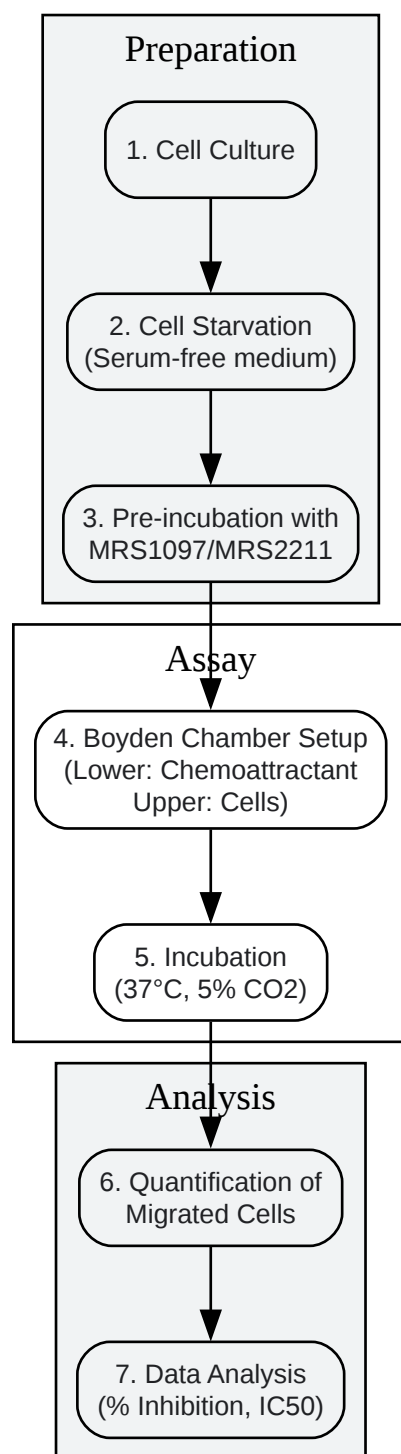 Preparation
1. Cell Culture
2. Cell Starvation
(Serum-free medium)
3. Pre-incubation with
MRS1097/MRS2211
Assay
4. Boyden Chamber Setup
(Lower: Chemoattractant
Upper: Cells)
5. Incubation
(37°C, 5% CO2)
Analysis
6. Quantification of
Migrated Cells
7. Data Analysis
(% Inhibition, IC50)